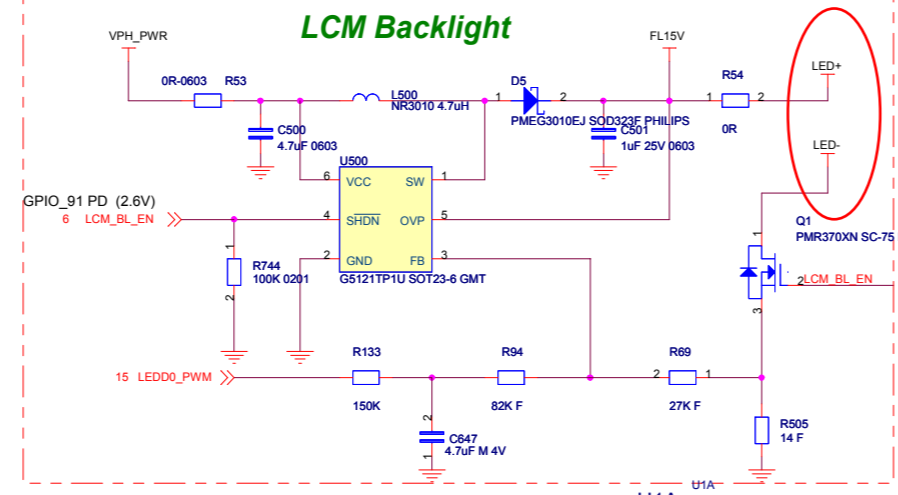 LCM Backlight
VPH_PWR
FL15V
LED+
0R-0603 R53
L500
NR3010 4.7uH
D5
1 2
PMEG3010EJ SOD323F PHILIPS
R54
1 2
0R
C500
4.7uF 0603
C501
1uF 25V 0603
LED-
U500
6 VCC SW 1
4 SHDN OVP 5
2 GND FB 3
G5121TP1U SOT23-6 GMT
GPIO_91 PD (2.6V)
6 LCM_BL_EN
1
R744
100K 0201
2
Q1
PMR370XN SC-75
1
2 LCM_BL_EN
3
15 LEDD0_PWM
R133
150K
R94
82K F
R69
2 1
27K F
2
C647
4.7uF M 4V
1
R505
14 F
U1A